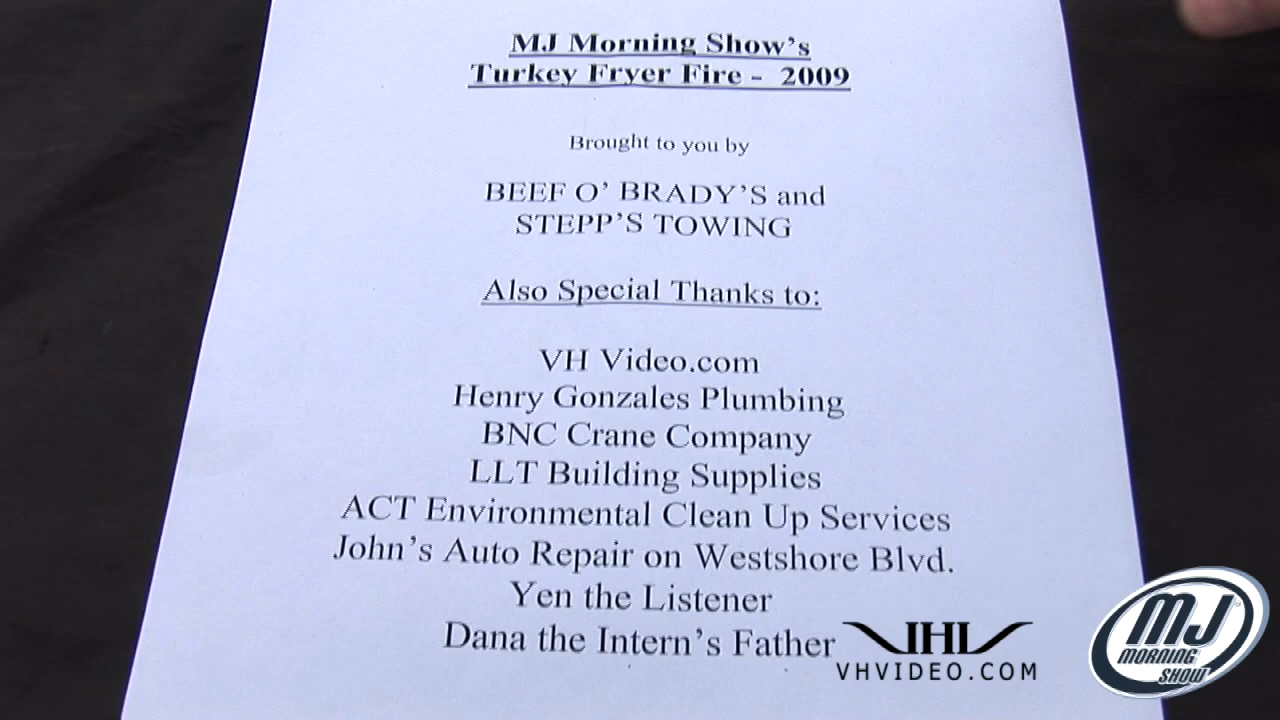 MJ Morning Show's
Turkey Fryer Fire - 2009
Brought to you by
BEEF O' BRADY'S and
STEPP'S TOWING
Also Special Thanks to:
VH Video.com
Henry Gonzales Plumbing
BNC Crane Company
LLT Building Supplies
ACT Environmental Clean Up Services
John's Auto Repair on Westshore Blvd.
Yen the Listener
Dana the Intern's Father
VHV
VHVIDEO.COM
MJ
MORNING
SHOW